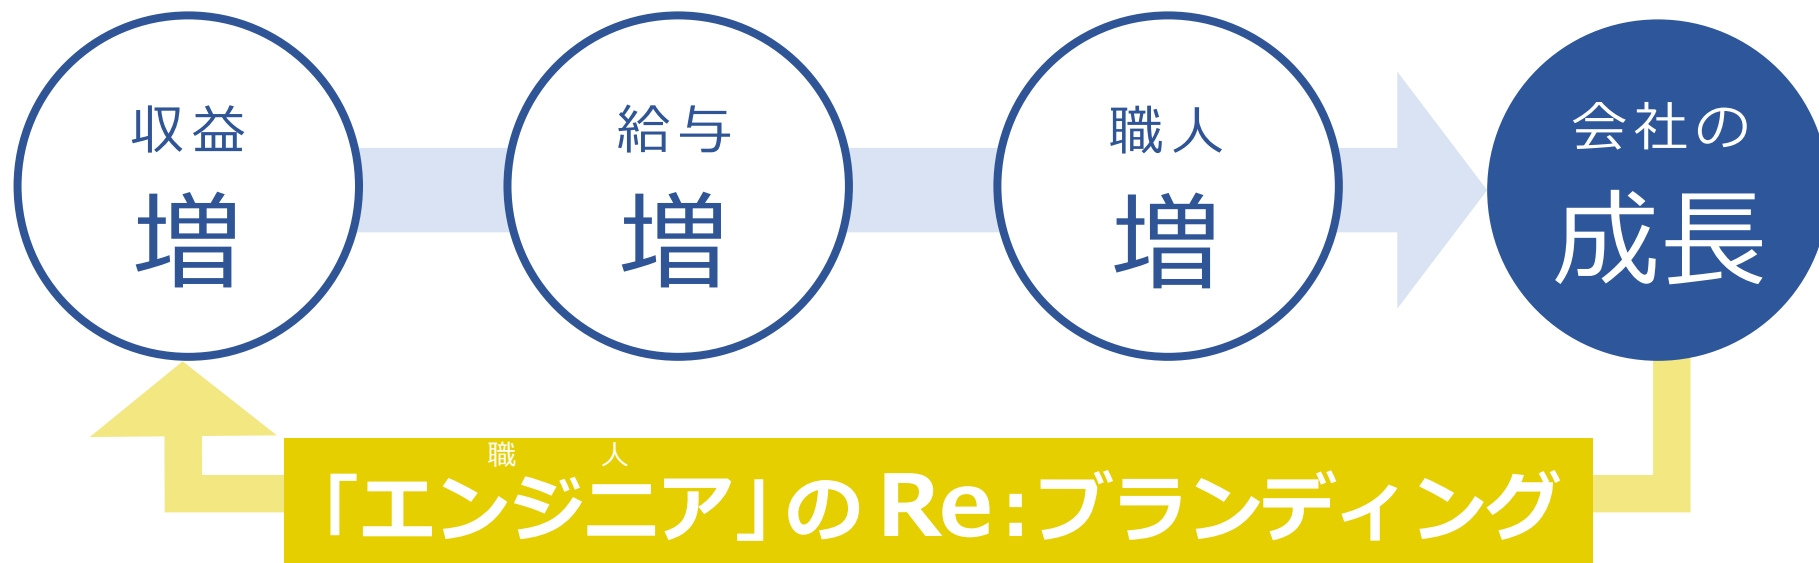 収益
増
給与
増
職人
増
会社の
成長
職人
「エンジニア」のRe:ブランディング